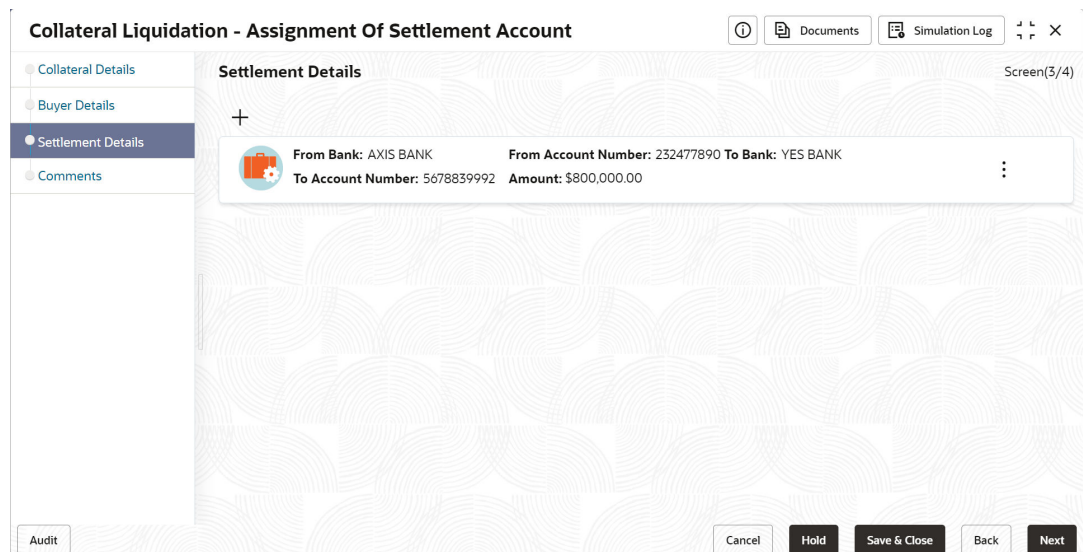 Collateral Liquidation - Assignment Of Settlement Account
Documents
Simulation Log
Collateral Details
Buyer Details
Settlement Details
Comments
Settlement Details
Screen(3/4)
From Bank: AXIS BANK From Account Number: 232477890 To Bank: YES BANK
To Account Number: 5678839992 Amount: $800,000.00
Audit
Cancel
Hold
Save & Close
Back
Next